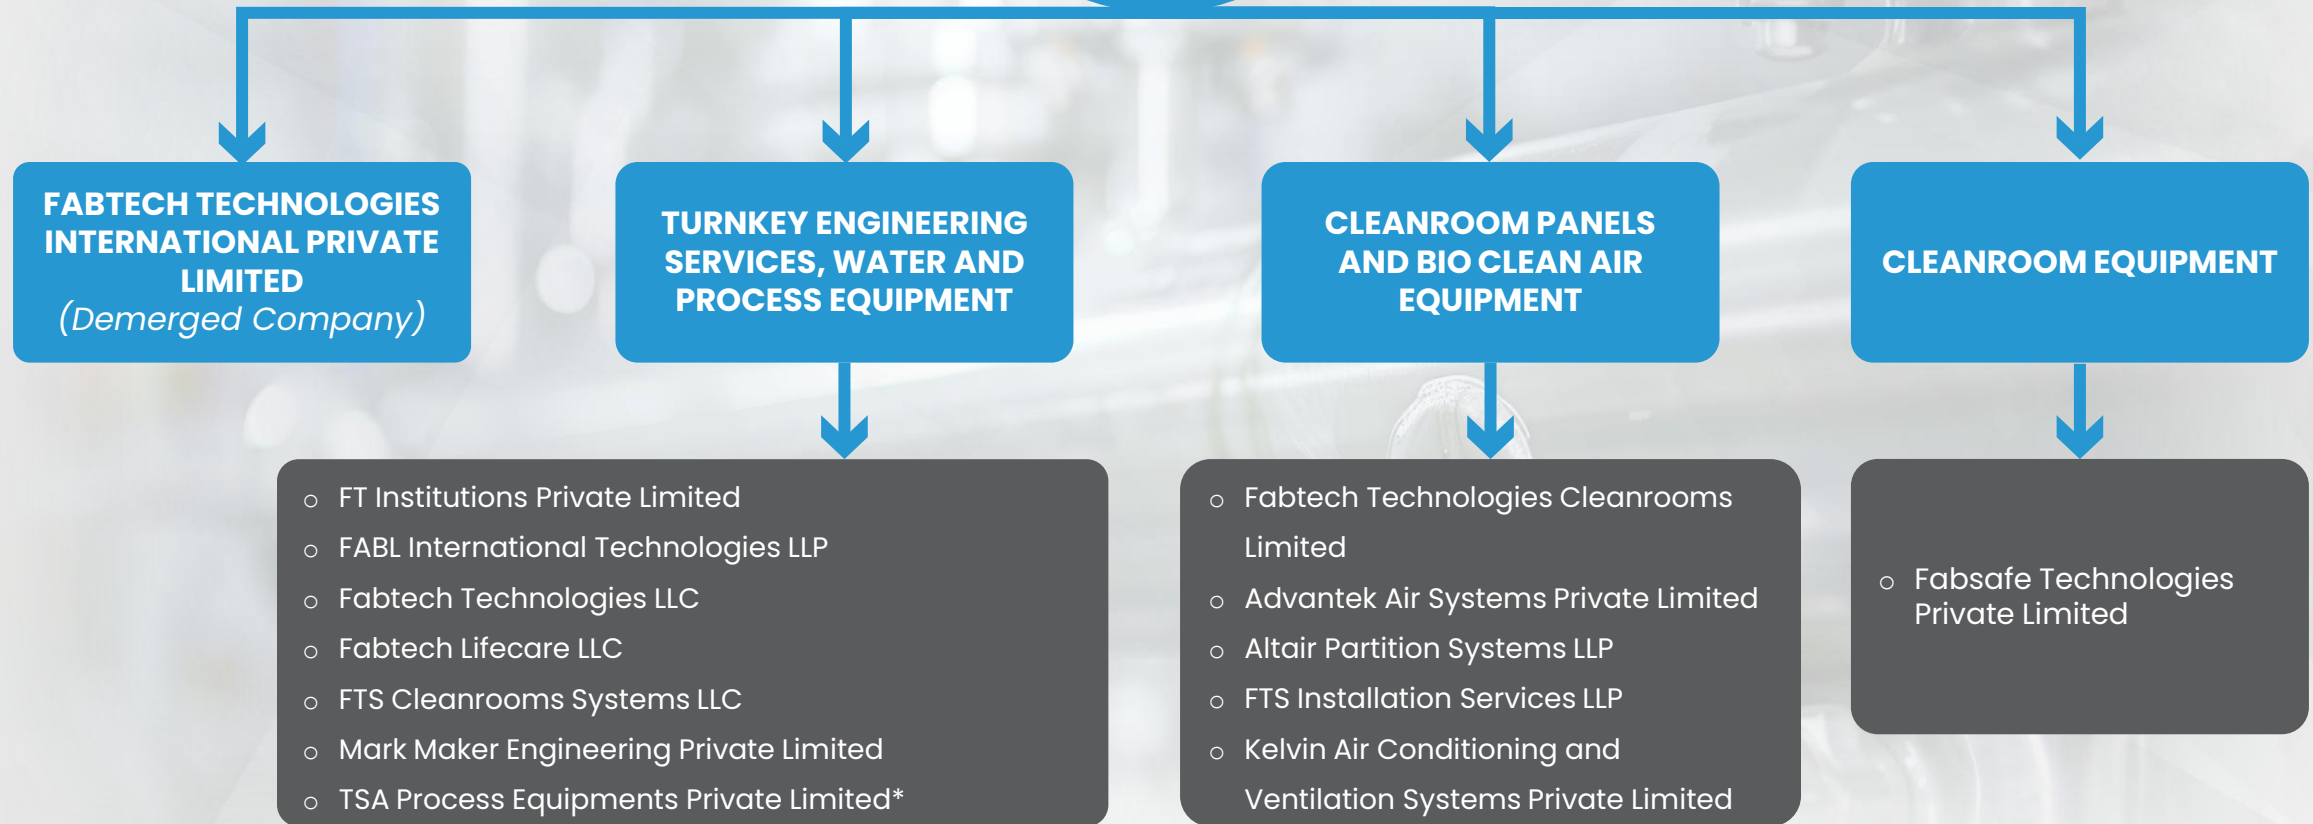 FABTECH TECHNOLOGIES
INTERNATIONAL PRIVATE
LIMITED
(Demerged Company)
TURNKEY ENGINEERING
SERVICES, WATER AND
PROCESS EQUIPMENT
CLEANROOM PANELS
AND BIO CLEAN AIR
EQUIPMENT
CLEANROOM EQUIPMENT
○ FT Institutions Private Limited
○ FABL International Technologies LLP
○ Fabtech Technologies LLC
○ Fabtech Lifecare LLC
○ FTS Cleanrooms Systems LLC
○ Mark Maker Engineering Private Limited
○ TSA Process Equipments Private Limited*
○ Fabtech Technologies Cleanrooms
Limited
○ Advantek Air Systems Private Limited
○ Altair Partition Systems LLP
○ FTS Installation Services LLP
○ Kelvin Air Conditioning and
Ventilation Systems Private Limited
○ Fabsafe Technologies
Private Limited